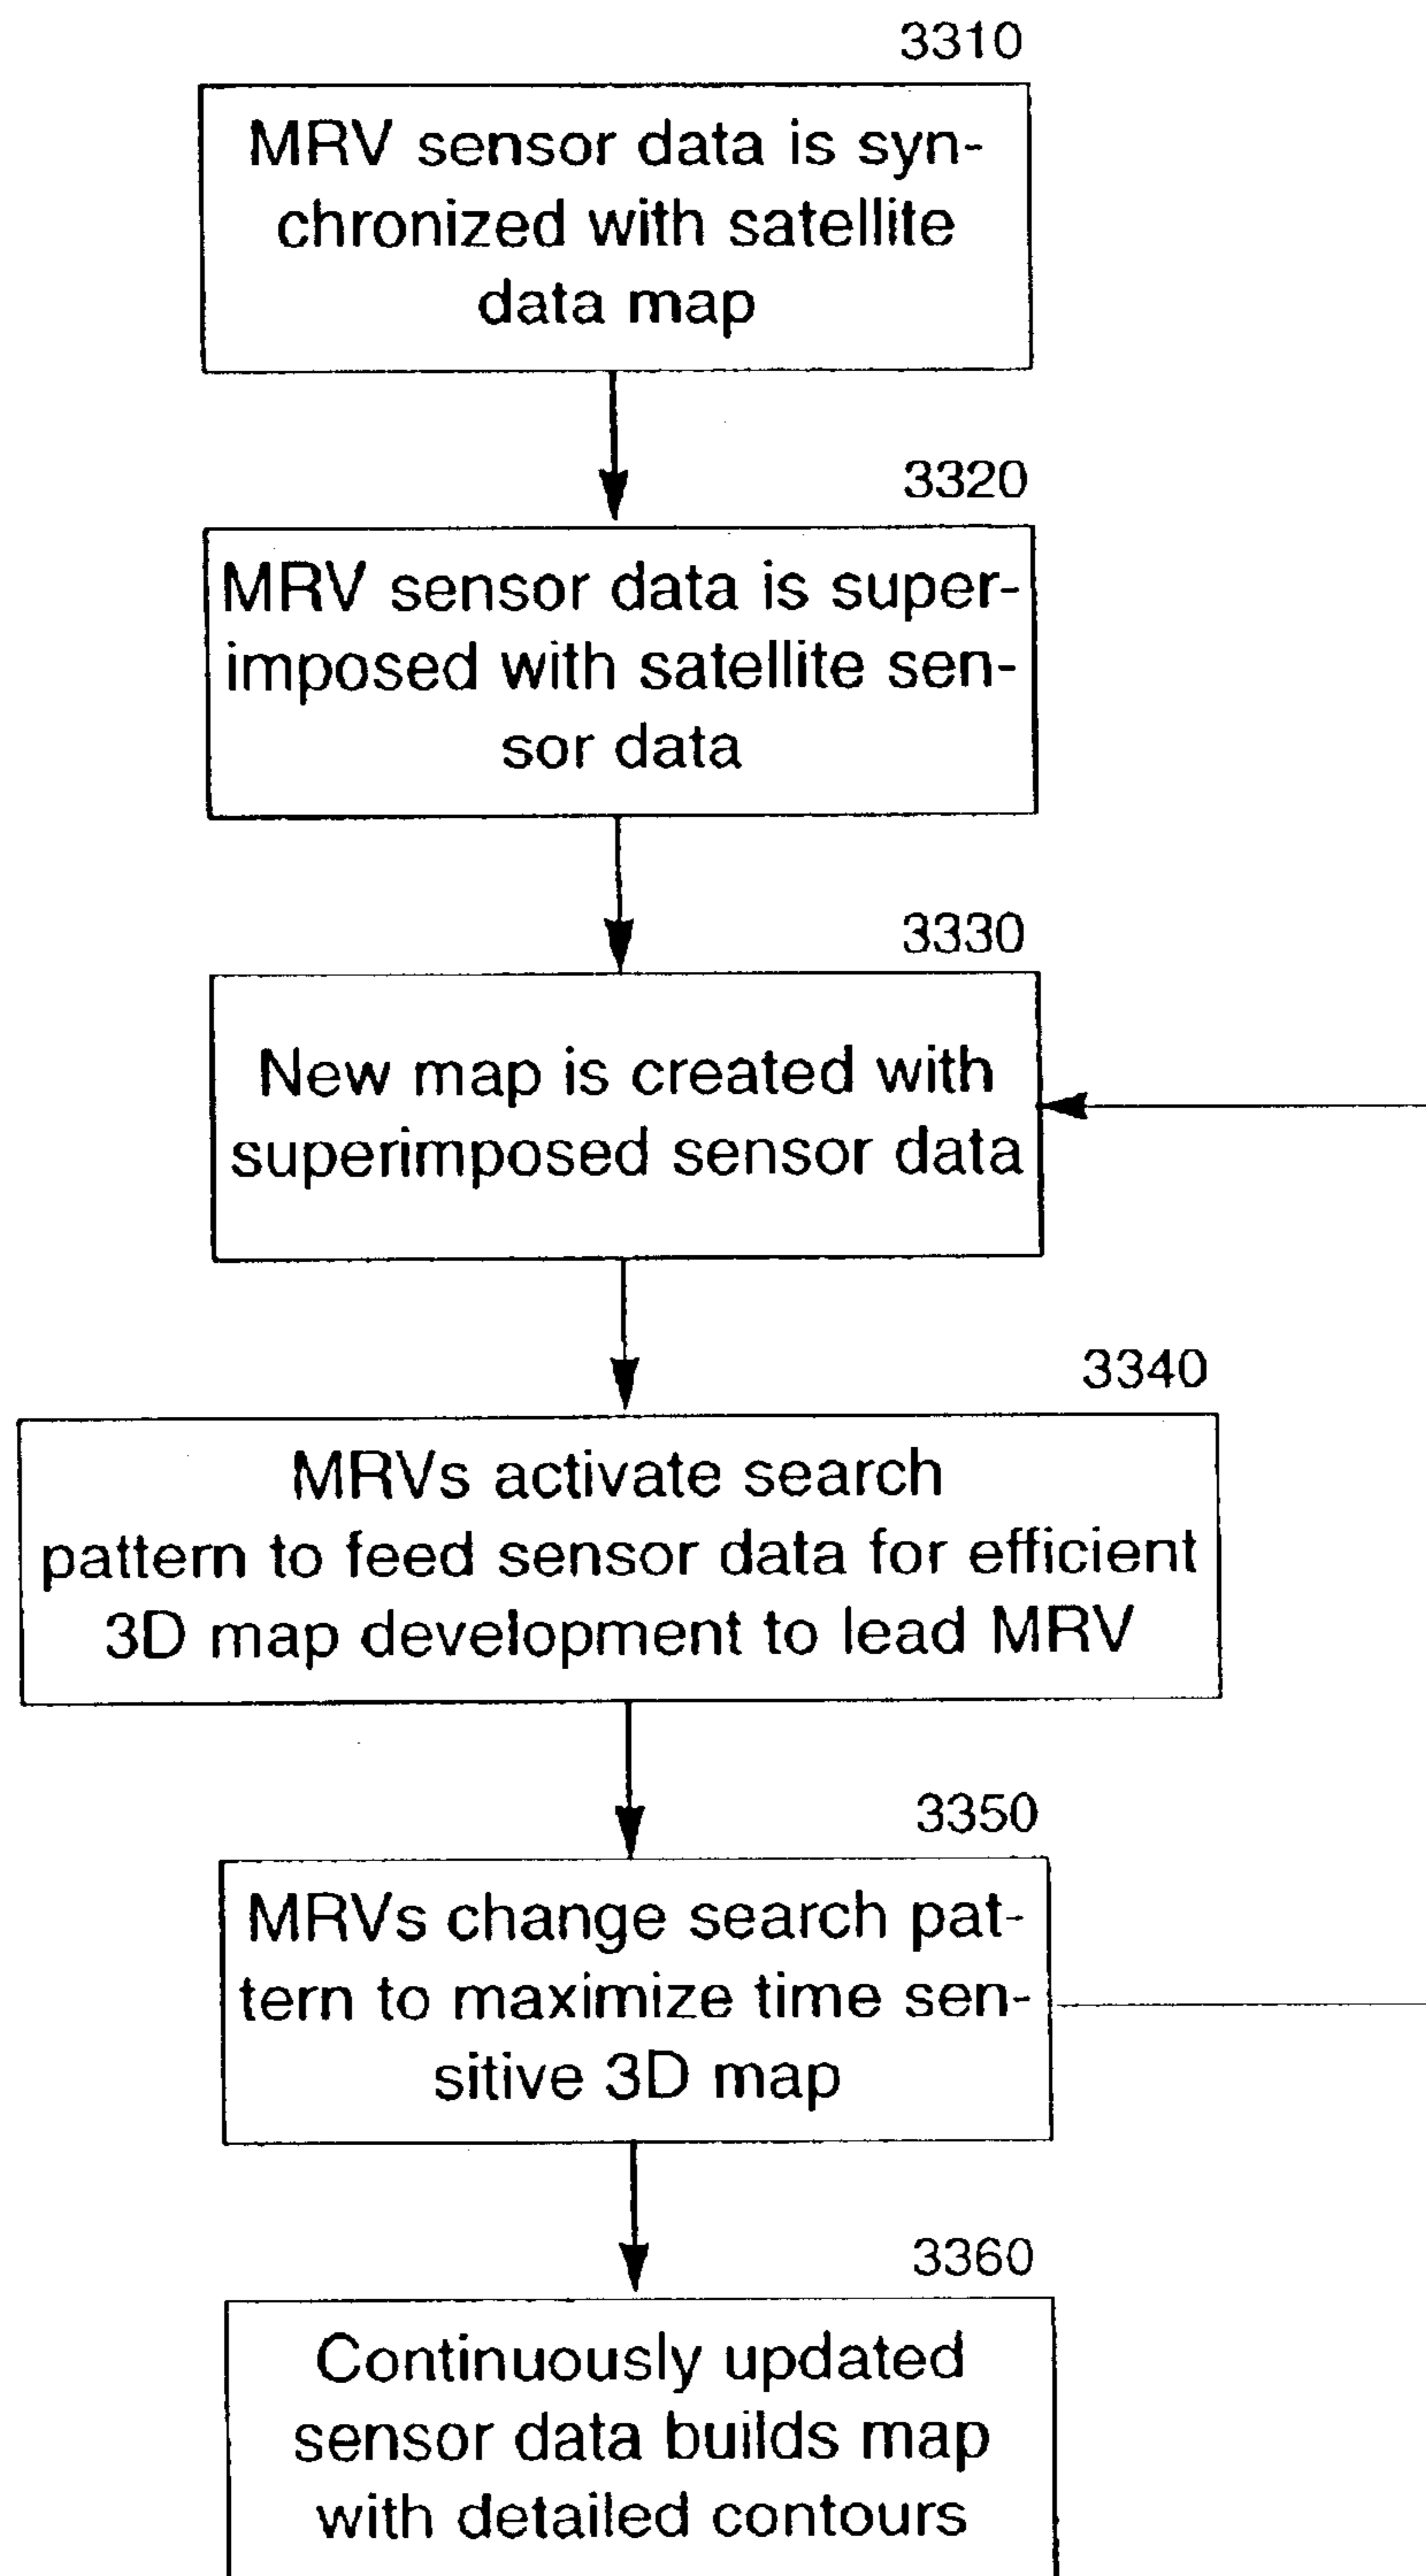 3310
MRV sensor data is syn-
chronized with satellite
data map
3320
MRV sensor data is super-
imposed with satellite sen-
sor data
3330
New map is created with
superimposed sensor data
3340
MRVs activate search
pattern to feed sensor data for efficient
3D map development to lead MRV
3350
MRVs change search pat-
tern to maximize time sen-
sitive 3D map
3360
Continuously updated
sensor data builds map
with detailed contours